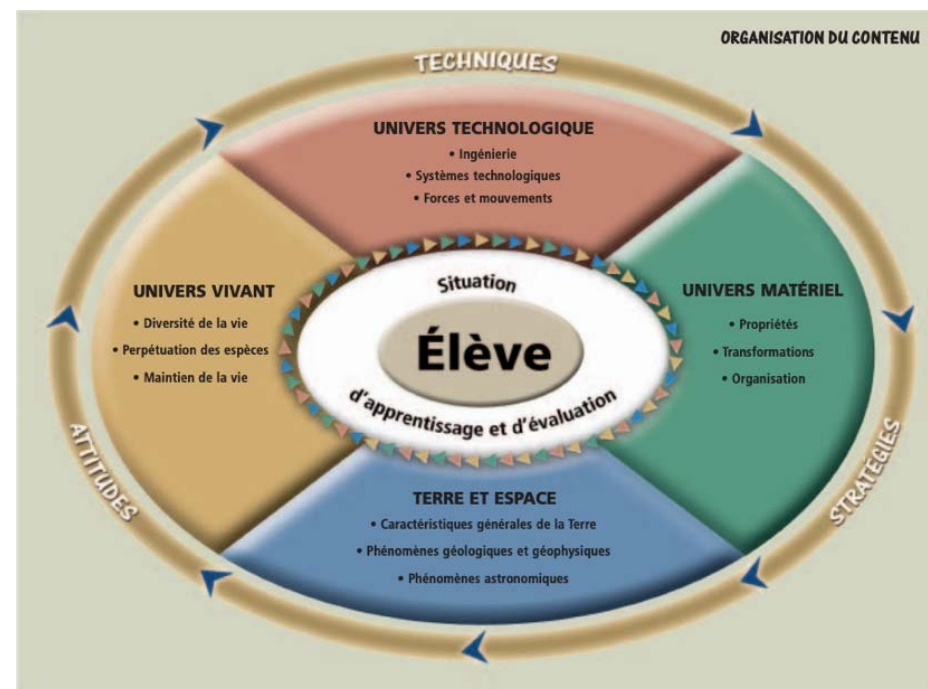 ORGANISATION DU CONTENU
TECHNIQUES
UNIVERS TECHNOLOGIQUE
• Ingénierie
• Systèmes technologiques
• Forces et mouvements
UNIVERS VIVANT
• Diversité de la vie
• Perpétuation des espèces
• Maintien de la vie
Situation
Élève
d'apprentissage et d'évaluation
UNIVERS MATÉRIEL
• Propriétés
• Transformations
• Organisation
TERRE ET ESPACE
• Caractéristiques générales de la Terre
• Phénomènes géologiques et géophysiques
• Phénomènes astronomiques
ATTITUDES
STRATÉGIES